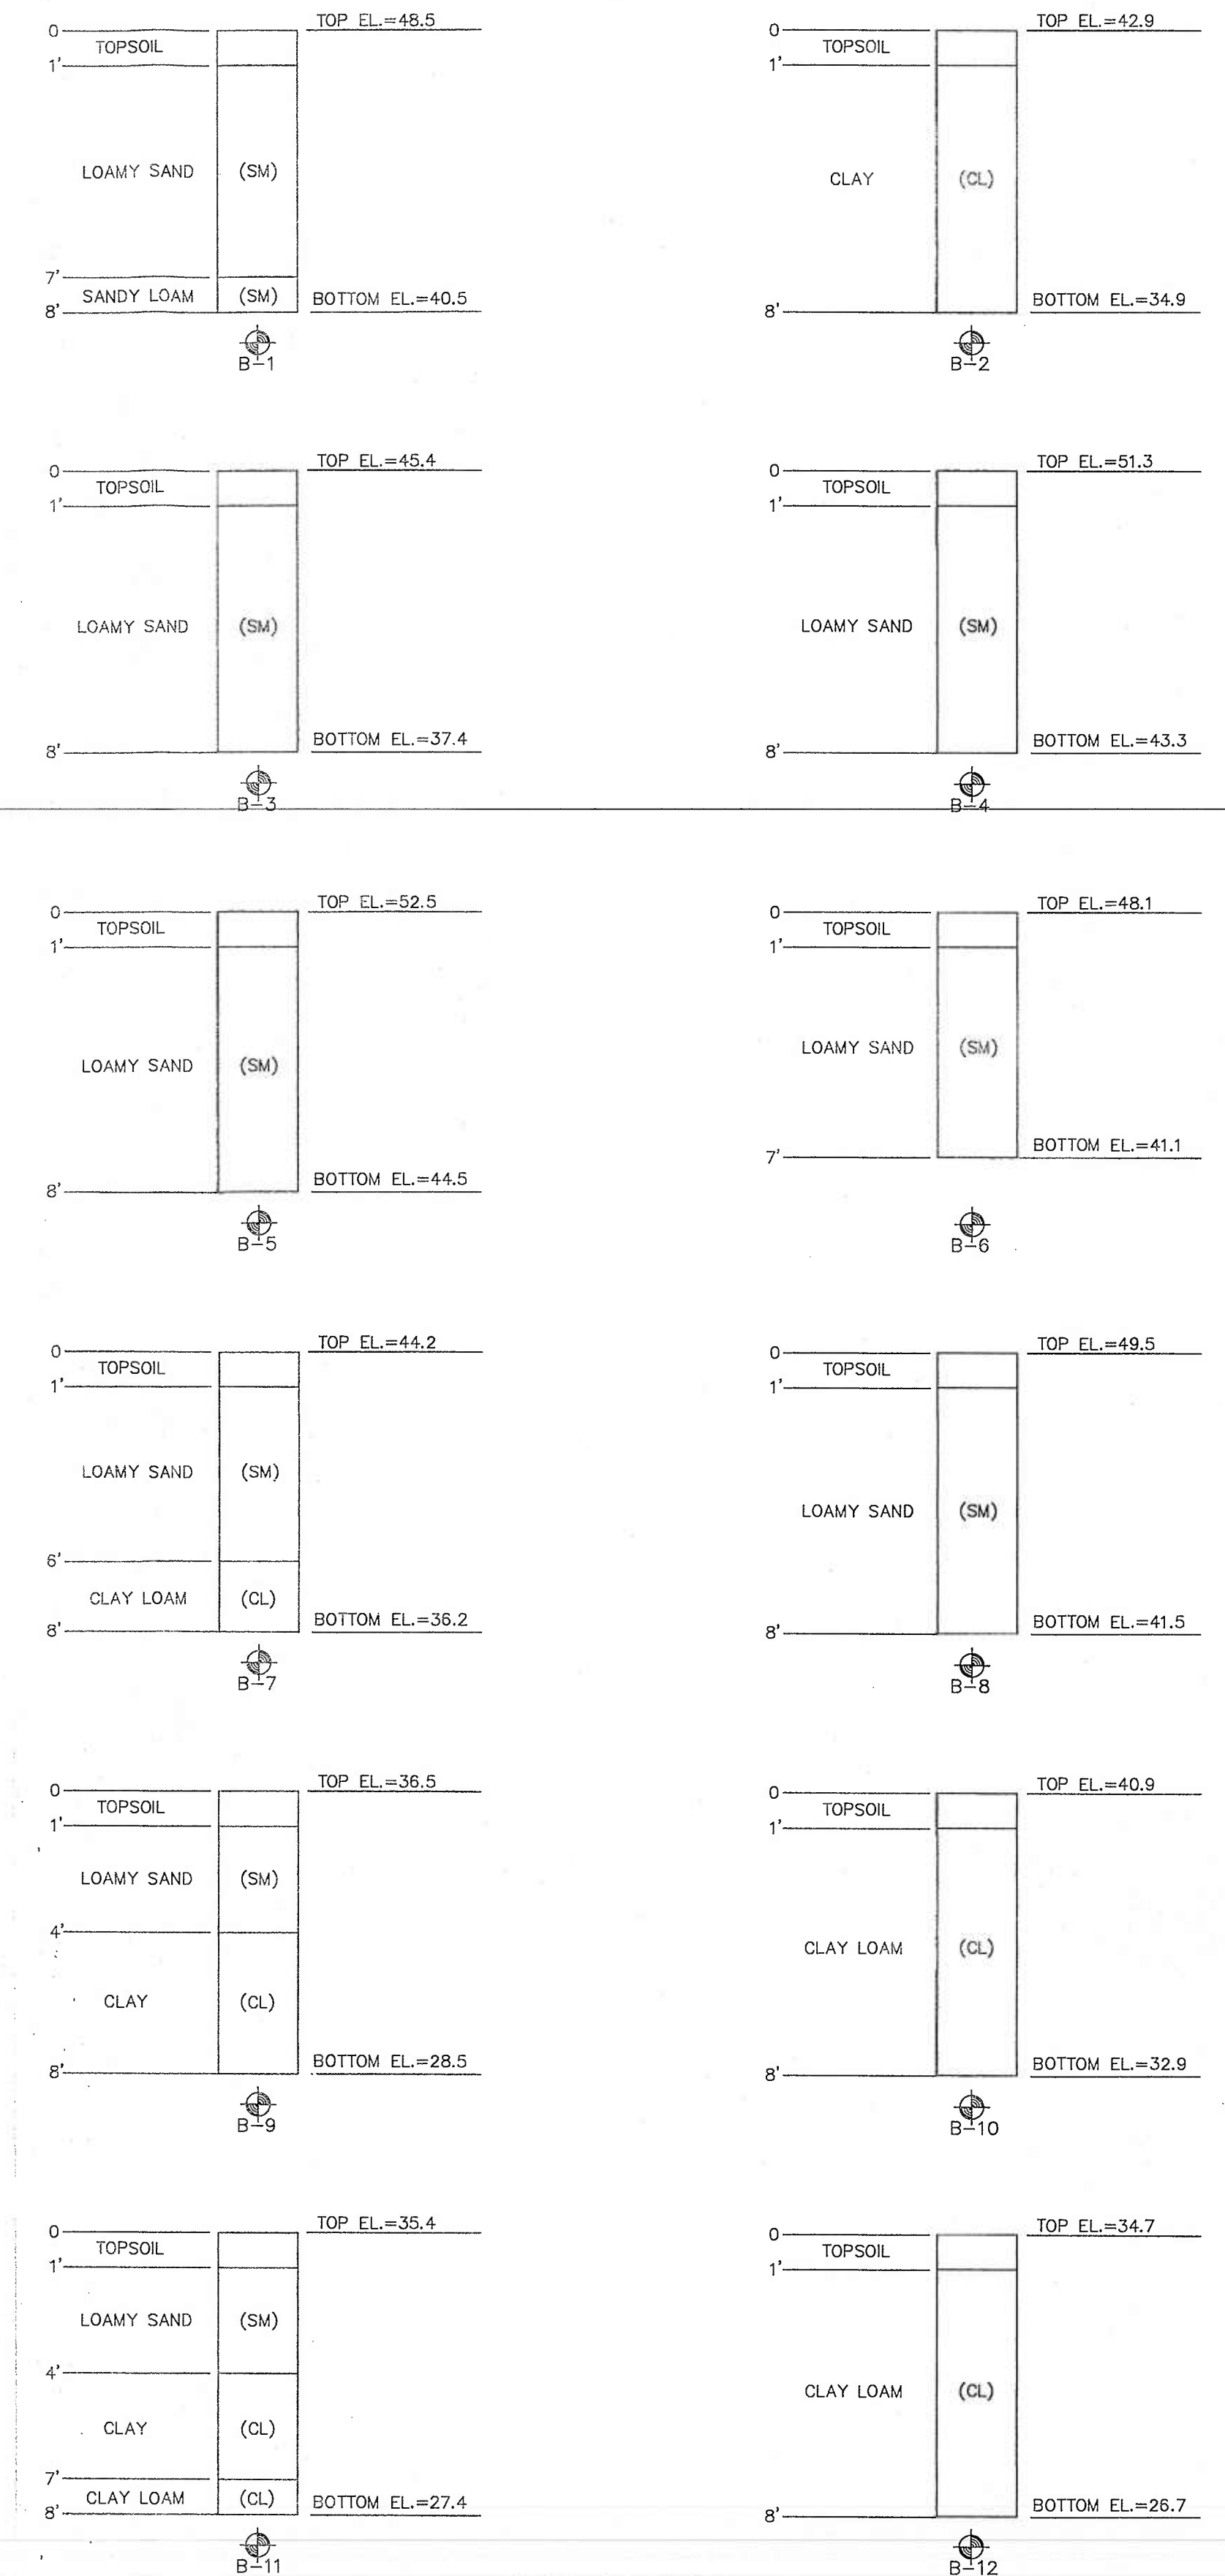 0 TOP EL.=48.5
TOPSOIL
1'
LOAMY SAND (SM)
7'
SANDY LOAM (SM) BOTTOM EL.=40.5
8'
B-1
0 TOP EL.=42.9
TOPSOIL
1'
CLAY (CL)
BOTTOM EL.=34.9
8'
B-2
0 TOP EL.=45.4
TOPSOIL
1'
LOAMY SAND (SM)
BOTTOM EL.=37.4
8'
B-3
0 TOP EL.=51.3
TOPSOIL
1'
LOAMY SAND (SM)
BOTTOM EL.=43.3
8'
B-4
0 TOP EL.=52.5
TOPSOIL
1'
LOAMY SAND (SM)
BOTTOM EL.=44.5
8'
B-5
0 TOP EL.=48.1
TOPSOIL
1'
LOAMY SAND (SM)
BOTTOM EL.=41.1
7'
B-6
0 TOP EL.=44.2
TOPSOIL
1'
LOAMY SAND (SM)
6'
CLAY LOAM (CL)
BOTTOM EL.=36.2
8'
B-7
0 TOP EL.=49.5
TOPSOIL
1'
LOAMY SAND (SM)
BOTTOM EL.=41.5
8'
B-8
0 TOP EL.=36.5
TOPSOIL
1'
LOAMY SAND (SM)
4'
CLAY (CL)
BOTTOM EL.=28.5
8'
B-9
0 TOP EL.=40.9
TOPSOIL
1'
CLAY LOAM (CL)
BOTTOM EL.=32.9
8'
B-10
0 TOP EL.=35.4
TOPSOIL
1'
LOAMY SAND (SM)
4'
CLAY (CL)
7'
CLAY LOAM (CL) BOTTOM EL.=27.4
8'
B-11
0 TOP EL.=34.7
TOPSOIL
1'
CLAY LOAM (CL)
BOTTOM EL.=26.7
8'
B-12